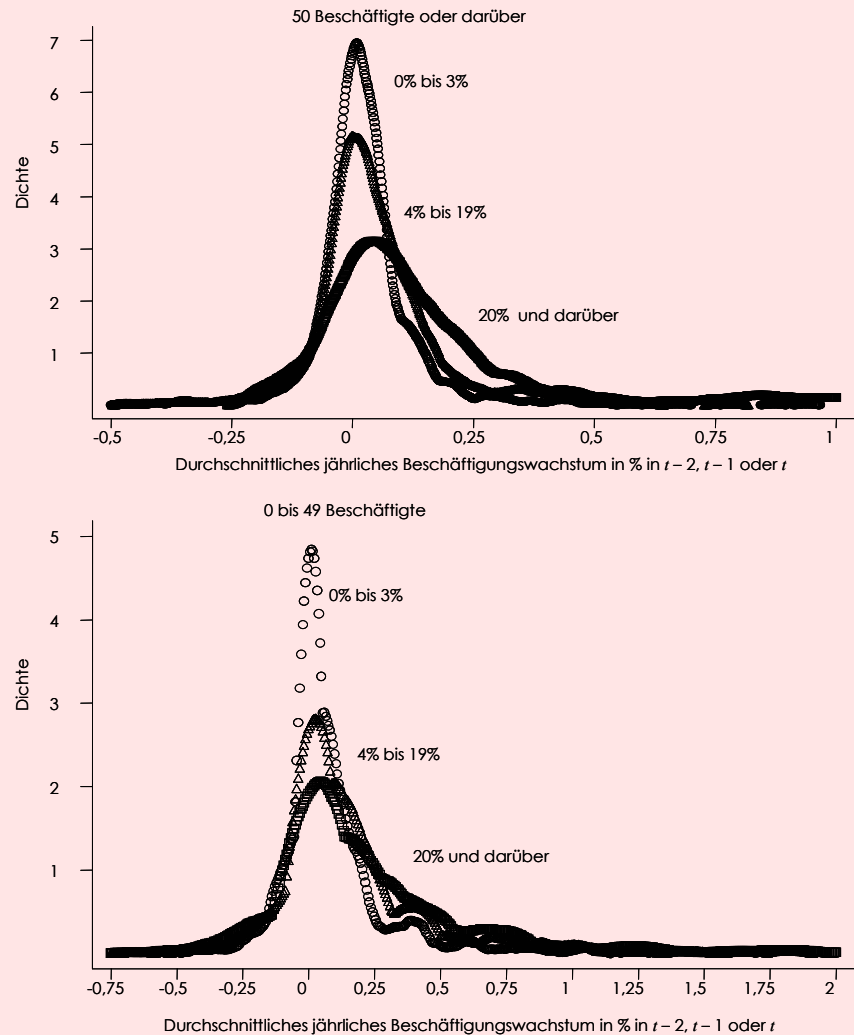 50 Beschäftigte oder darüber
7
0% bis 3%
6
5
Dichte
4
4% bis 19%
3
2
20% und darüber
1
-0,5
-0,25
0
0,25
0,5
0,75
1
Durchschnittliches jährliches Beschäftigungswachstum in % in t – 2, t – 1 oder t
0 bis 49 Beschäftigte
5
0% bis 3%
4
Dichte
3
4% bis 19%
2
20% und darüber
1
-0,75
-0,5
-0,25
0
0,25
0,5
0,75
1
1,25
1,5
1,75
2
Durchschnittliches jährliches Beschäftigungswachstum in % in t – 2, t – 1 oder t